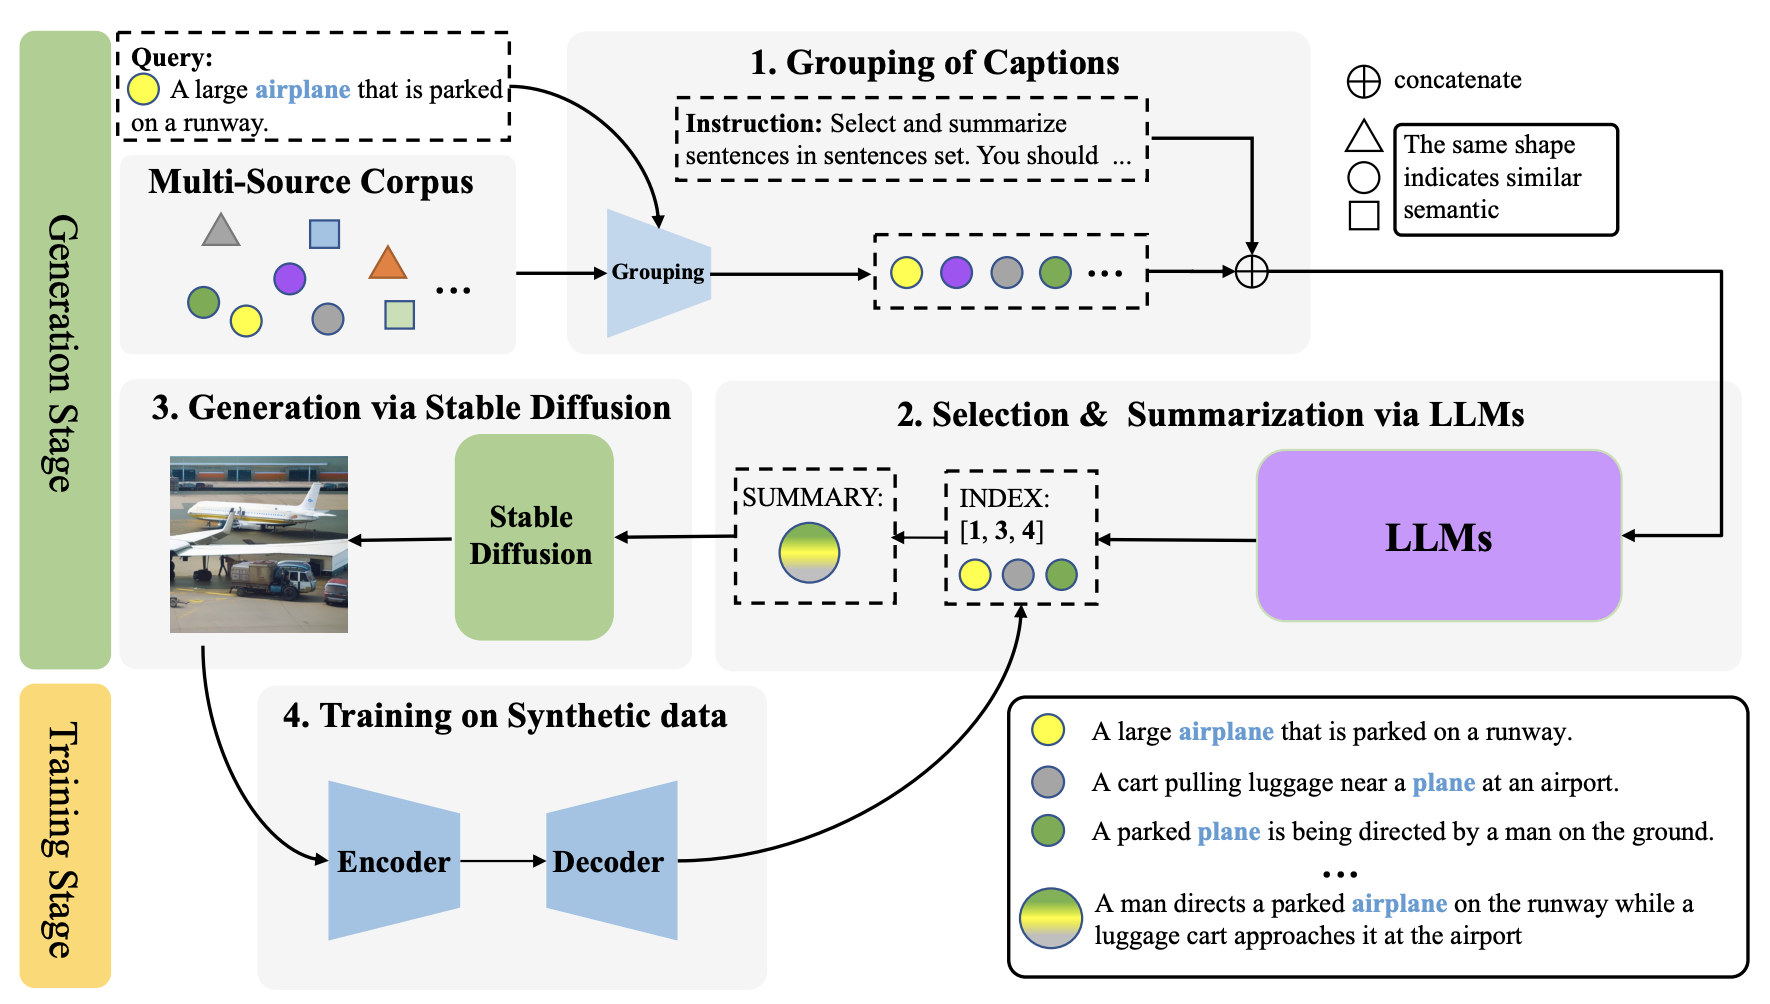 Generation Stage
Query:
A large airplane that is parked
on a runway.
Multi-Source Corpus
...
1. Grouping of Captions
Instruction: Select and summarize
sentences in sentences set. You should ...
Grouping
...
concatenate
The same shape
indicates similar
semantic
3. Generation via Stable Diffusion
Stable
Diffusion
2. Selection & Summarization via LLMs
SUMMARY:
INDEX:
[1, 3, 4]
LLMs
Training Stage
4. Training on Synthetic data
Encoder
Decoder
A large airplane that is parked on a runway.
A cart pulling luggage near a plane at an airport.
A parked plane is being directed by a man on the ground.
...
A man directs a parked airplane on the runway while a
luggage cart approaches it at the airport